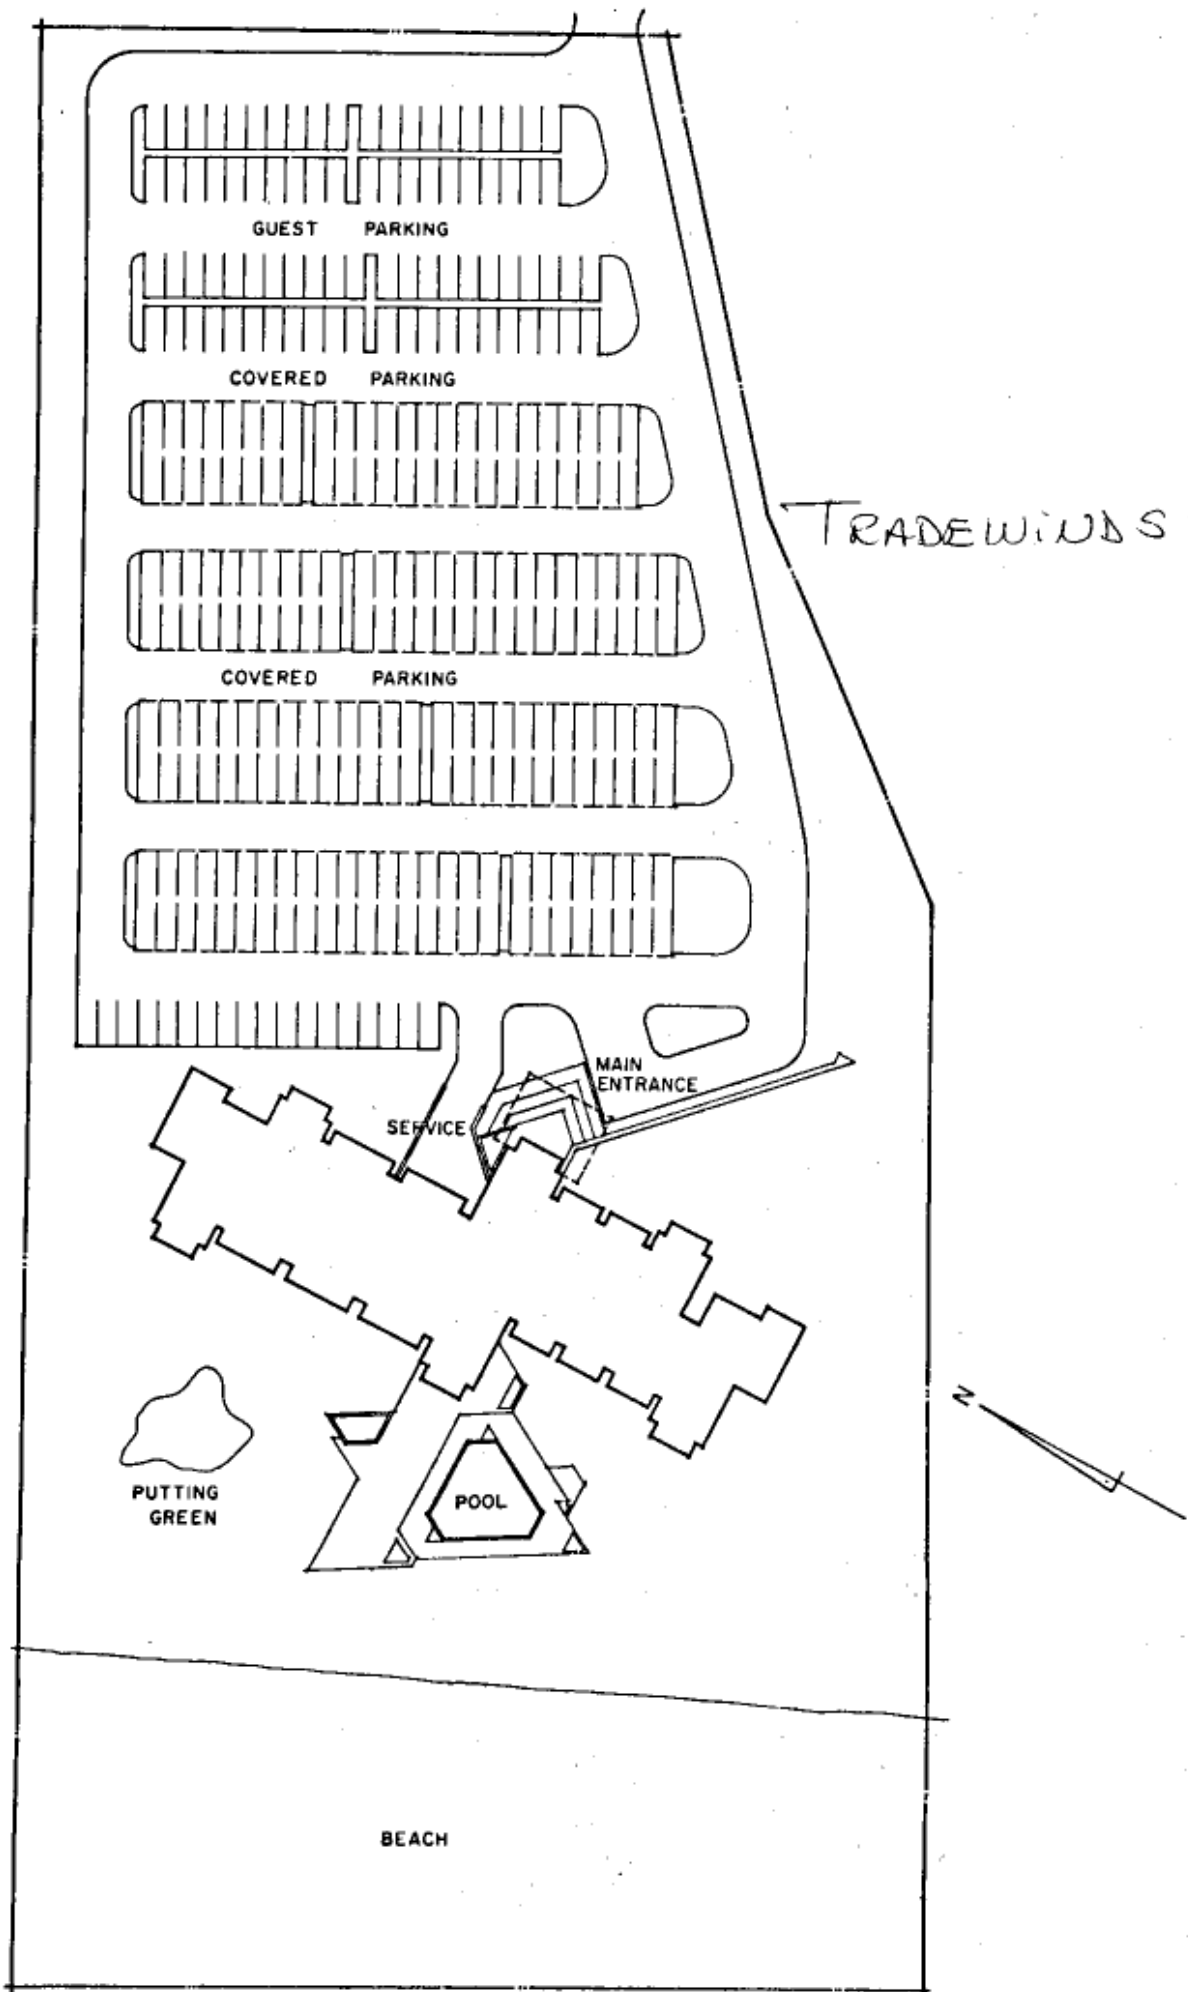 GUEST PARKING
COVERED PARKING
TRADEWINDS
COVERED PARKING
MAIN
ENTRANCE
SERVICE
N
PUTTING
GREEN
POOL
BEACH